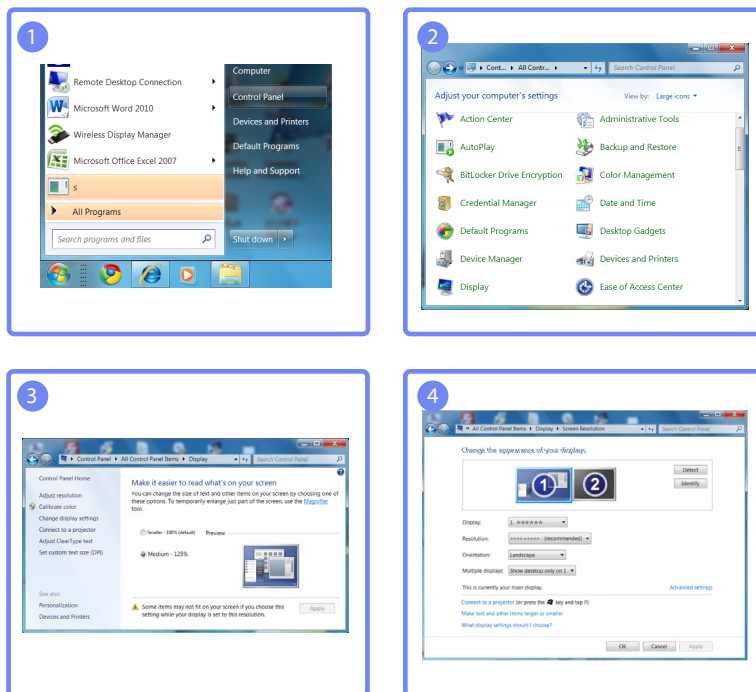 1
Remote Desktop Connection
Microsoft Word 2010
Wireless Display Manager
Microsoft Office Excel 2007
s
All Programs
Search programs and files
Computer
Control Panel
Devices and Printers
Default Programs
Help and Support
Shut down
2
Cont... All Contr...
Search Control Panel
Adjust your computer's settings
View by: Large icons
Action Center
Administrative Tools
AutoPlay
Backup and Restore
BitLocker Drive Encryption
Color Management
Credential Manager
Date and Time
Default Programs
Desktop Gadgets
Device Manager
Devices and Printers
Display
Ease of Access Center
3
Control Panel All Control Panel Items Display
Search Control Panel
Control Panel Home
Adjust resolution
Calibrate color
Change display settings
Connect to a projector
Adjust ClearType text
Set custom text size (DPI)
See also
Personalization
Devices and Printers
Make it easier to read what's on your screen
You can change the size of text and other items on your screen by choosing one of
these options. To temporarily enlarge just part of the screen, use the Magnifier
tool.
Smaller - 100% (default) Preview
Medium - 125%
Some items may not fit on your screen if you choose this
setting while your display is set to this resolution.
Apply
4
All Control Panel Items Display Screen Resolution
Search Control Panel
Change the appearance of your displays
1 2
Detect
Identify
Display: 1. ******
Resolution: **** × **** (recommended)
Orientation: Landscape
Multiple displays: Show desktop only on 1
This is currently your main display.
Advanced settings
Connect to a projector (or press the key and tap P)
Make text and other items larger or smaller
What display settings should I choose?
OK Cancel Apply